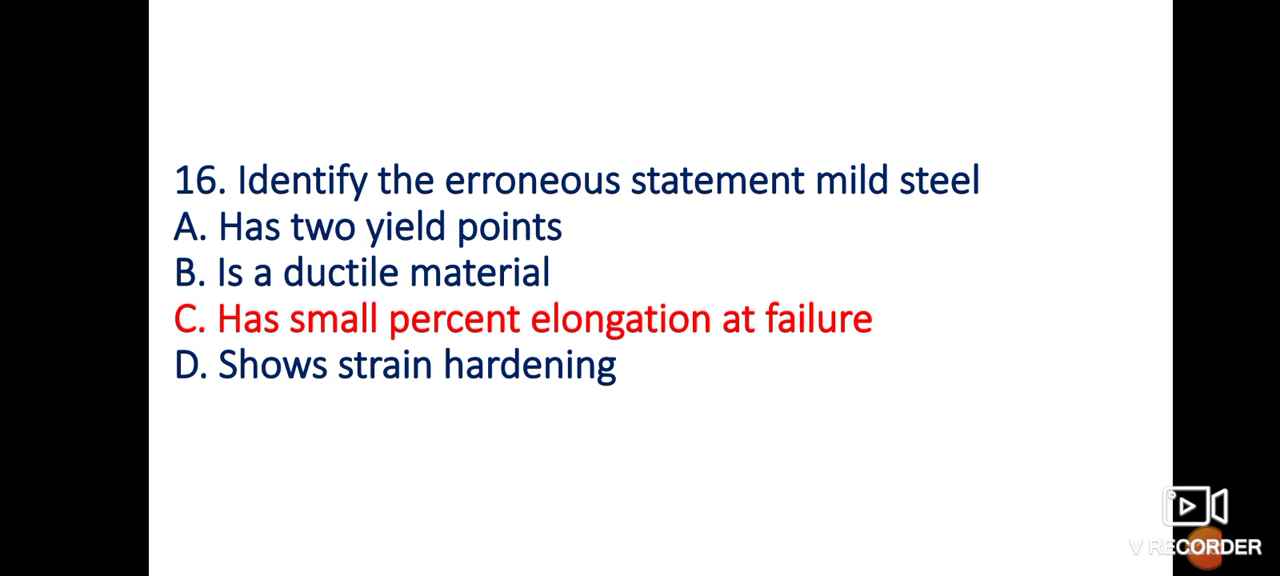 16. Identify the erroneous statement mild steel
A. Has two yield points
B. Is a ductile material
C. Has small percent elongation at failure
D. Shows strain hardening
V RECORDER